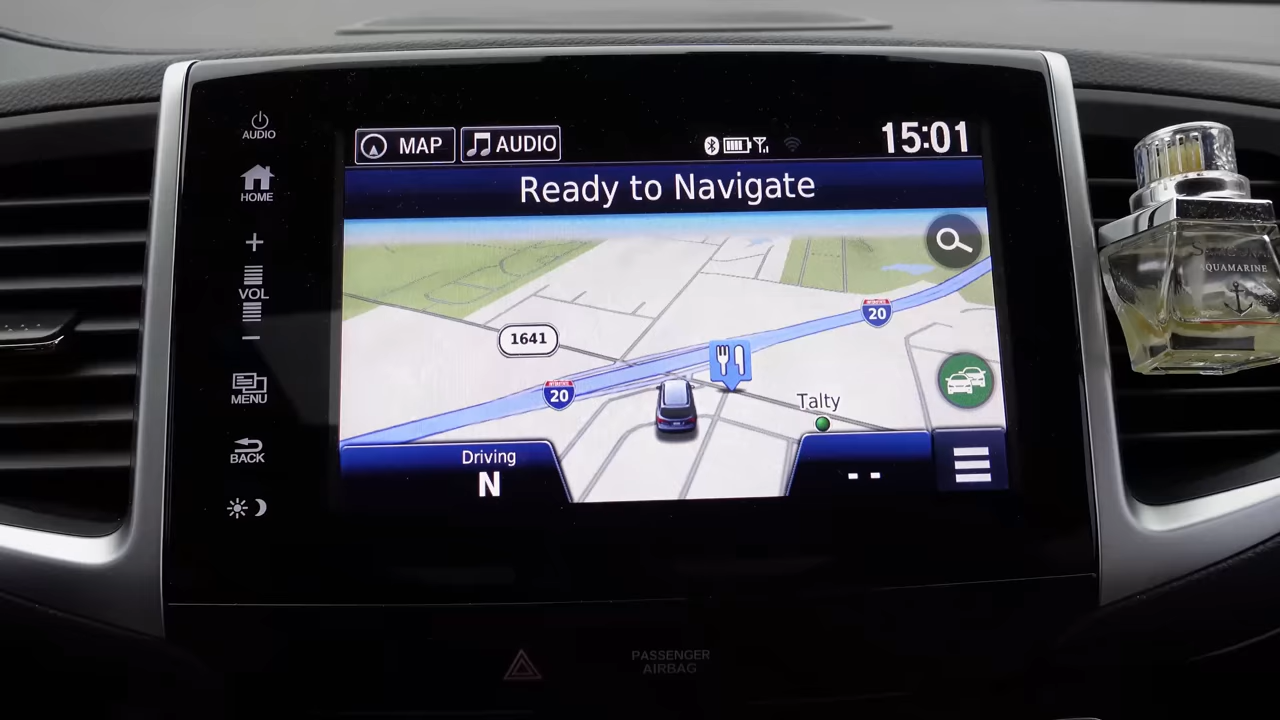 AUDIO
HOME
VOL
MENU
BACK
MAP
AUDIO
15:01
Ready to Navigate
1641
20
20
Talty
Driving
N
--
AQUAMARINE
PASSENGER
AIRBAG